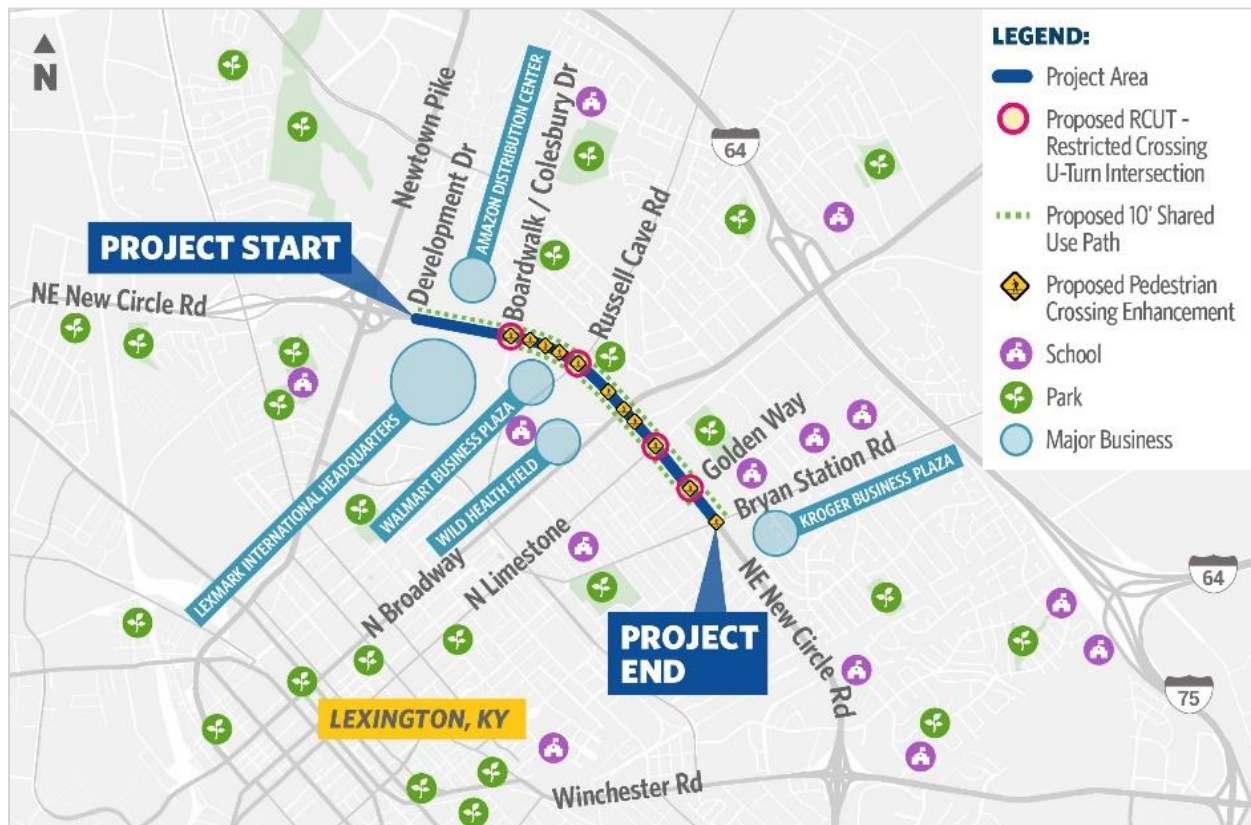 N
Newtown Pike
Development Dr
AMAZON DISTRIBUTION CENTER
Boardwalk / Colesbury Dr
Russell Cave Rd
64
PROJECT START
NE New Circle Rd
LEXMARK INTERNATIONAL HEADQUARTERS
WALMART BUSINESS PLAZA
WILD HEALTH FIELD
Golden Way
Bryan Station Rd
KROGER BUSINESS PLAZA
N Broadway
N Limestone
NE New Circle Rd
PROJECT
END
64
75
LEXINGTON, KY
Winchester Rd
LEGEND:
Project Area
Proposed RCUT -
Restricted Crossing
U-Turn Intersection
Proposed 10' Shared
Use Path
Proposed Pedestrian
Crossing Enhancement
School
Park
Major Business